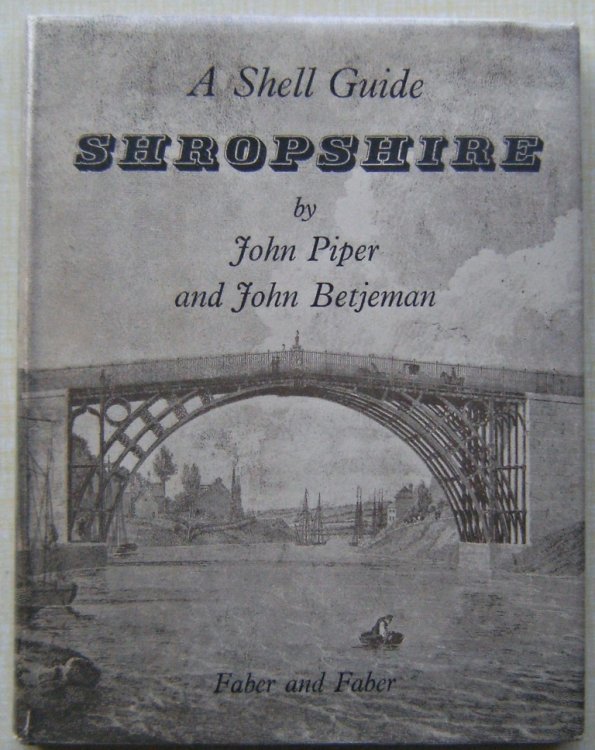 A Shell Guide
SHROPSHIRE
by
John Piper
and John Betjeman
Faber and Faber